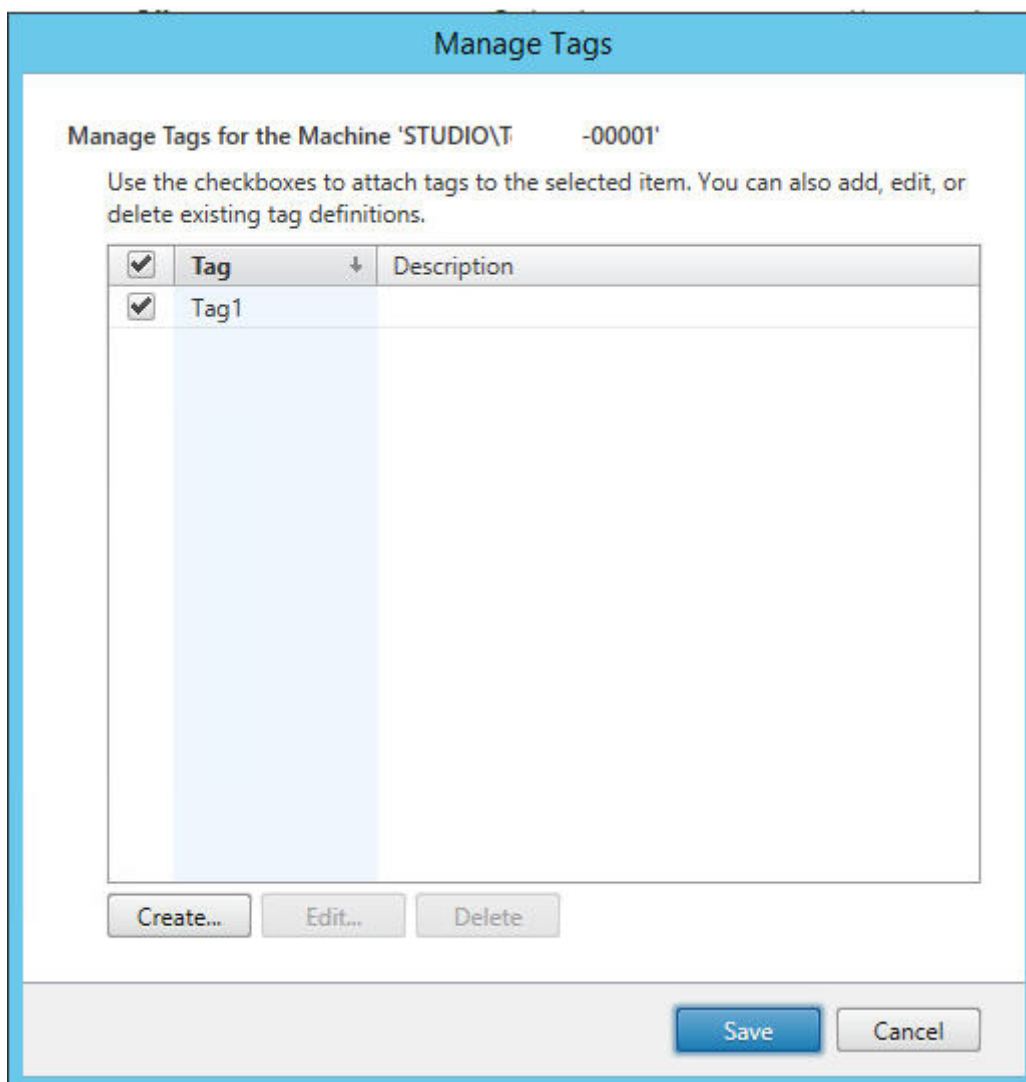 Manage Tags
Manage Tags for the Machine 'STUDIO\T -00001'
Use the checkboxes to attach tags to the selected item. You can also add, edit, or
delete existing tag definitions.
Tag Description
Tag1
Create... Edit... Delete
Save Cancel